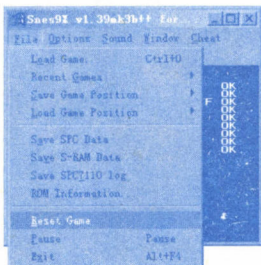 Snes9X v1.39mk3b++ for...
File Options Sound Window Cheat
Load Game Ctrl+O
Recent Games
Save Game Position
Load Game Position
Save SPC Data
Save S-RAM Data
Save SPC7110 log
ROM Information...
Reset Game
Pause Pause
Exit Alt+F4
OK
OK
F OK
OK
OK
OK
OK
OK